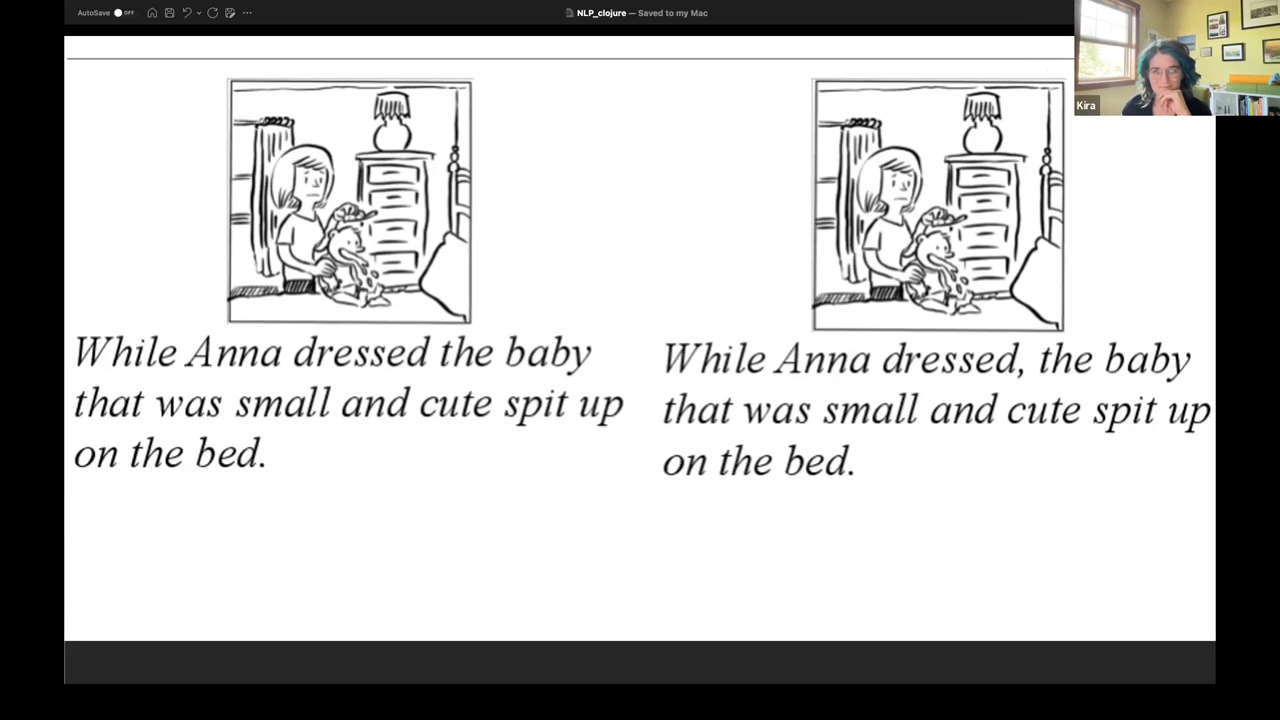 AutoSave OFF
NLP_clojure — Saved to my Mac
Kira
While Anna dressed the baby
that was small and cute spit up
on the bed.
While Anna dressed, the baby
that was small and cute spit up
on the bed.